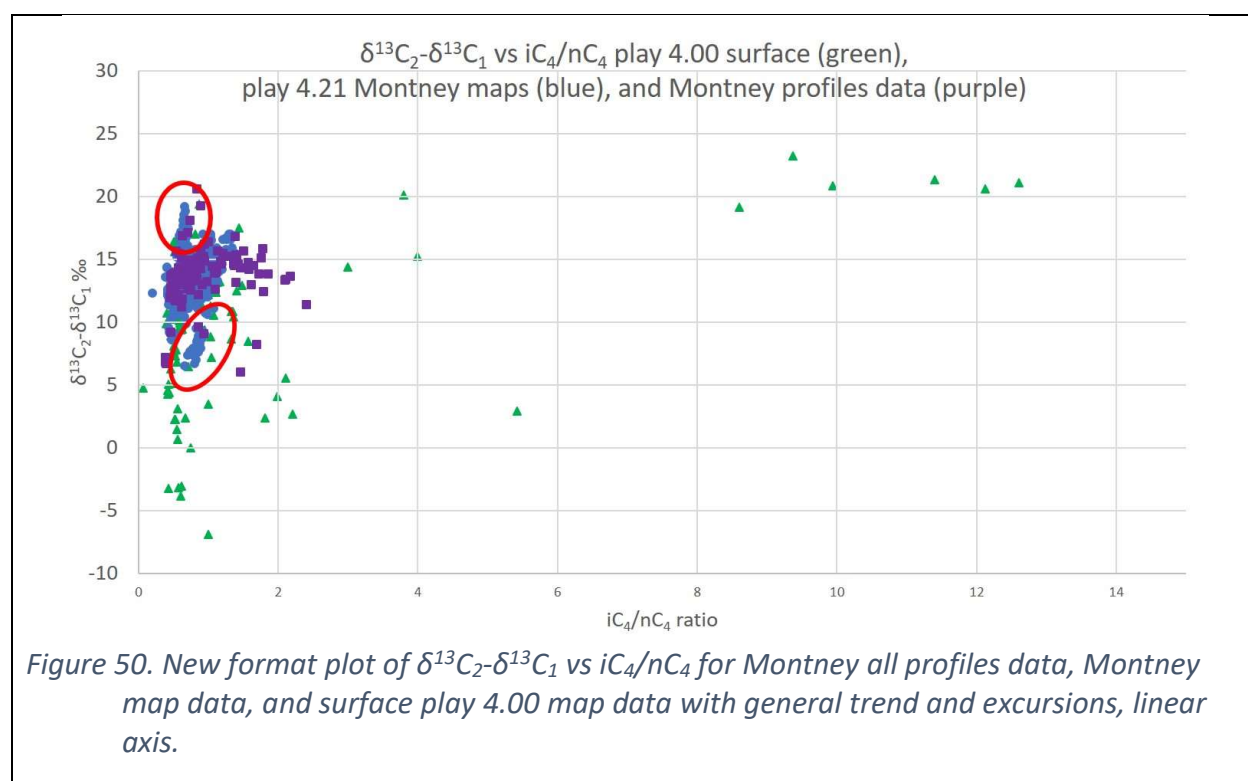 δ¹³C₂-δ¹³C₁ vs iC₄/nC₄ play 4.00 surface (green),
play 4.21 Montney maps (blue), and Montney profiles data (purple)
30
25
20
15
10
5
0
-5
-10
δ¹³C₂-δ¹³C₁ ‰
0 2 4 6 8 10 12 14
iC₄/nC₄ ratio
Figure 50. New format plot of δ¹³C₂-δ¹³C₁ vs iC₄/nC₄ for Montney all profiles data, Montney
map data, and surface play 4.00 map data with general trend and excursions, linear
axis.